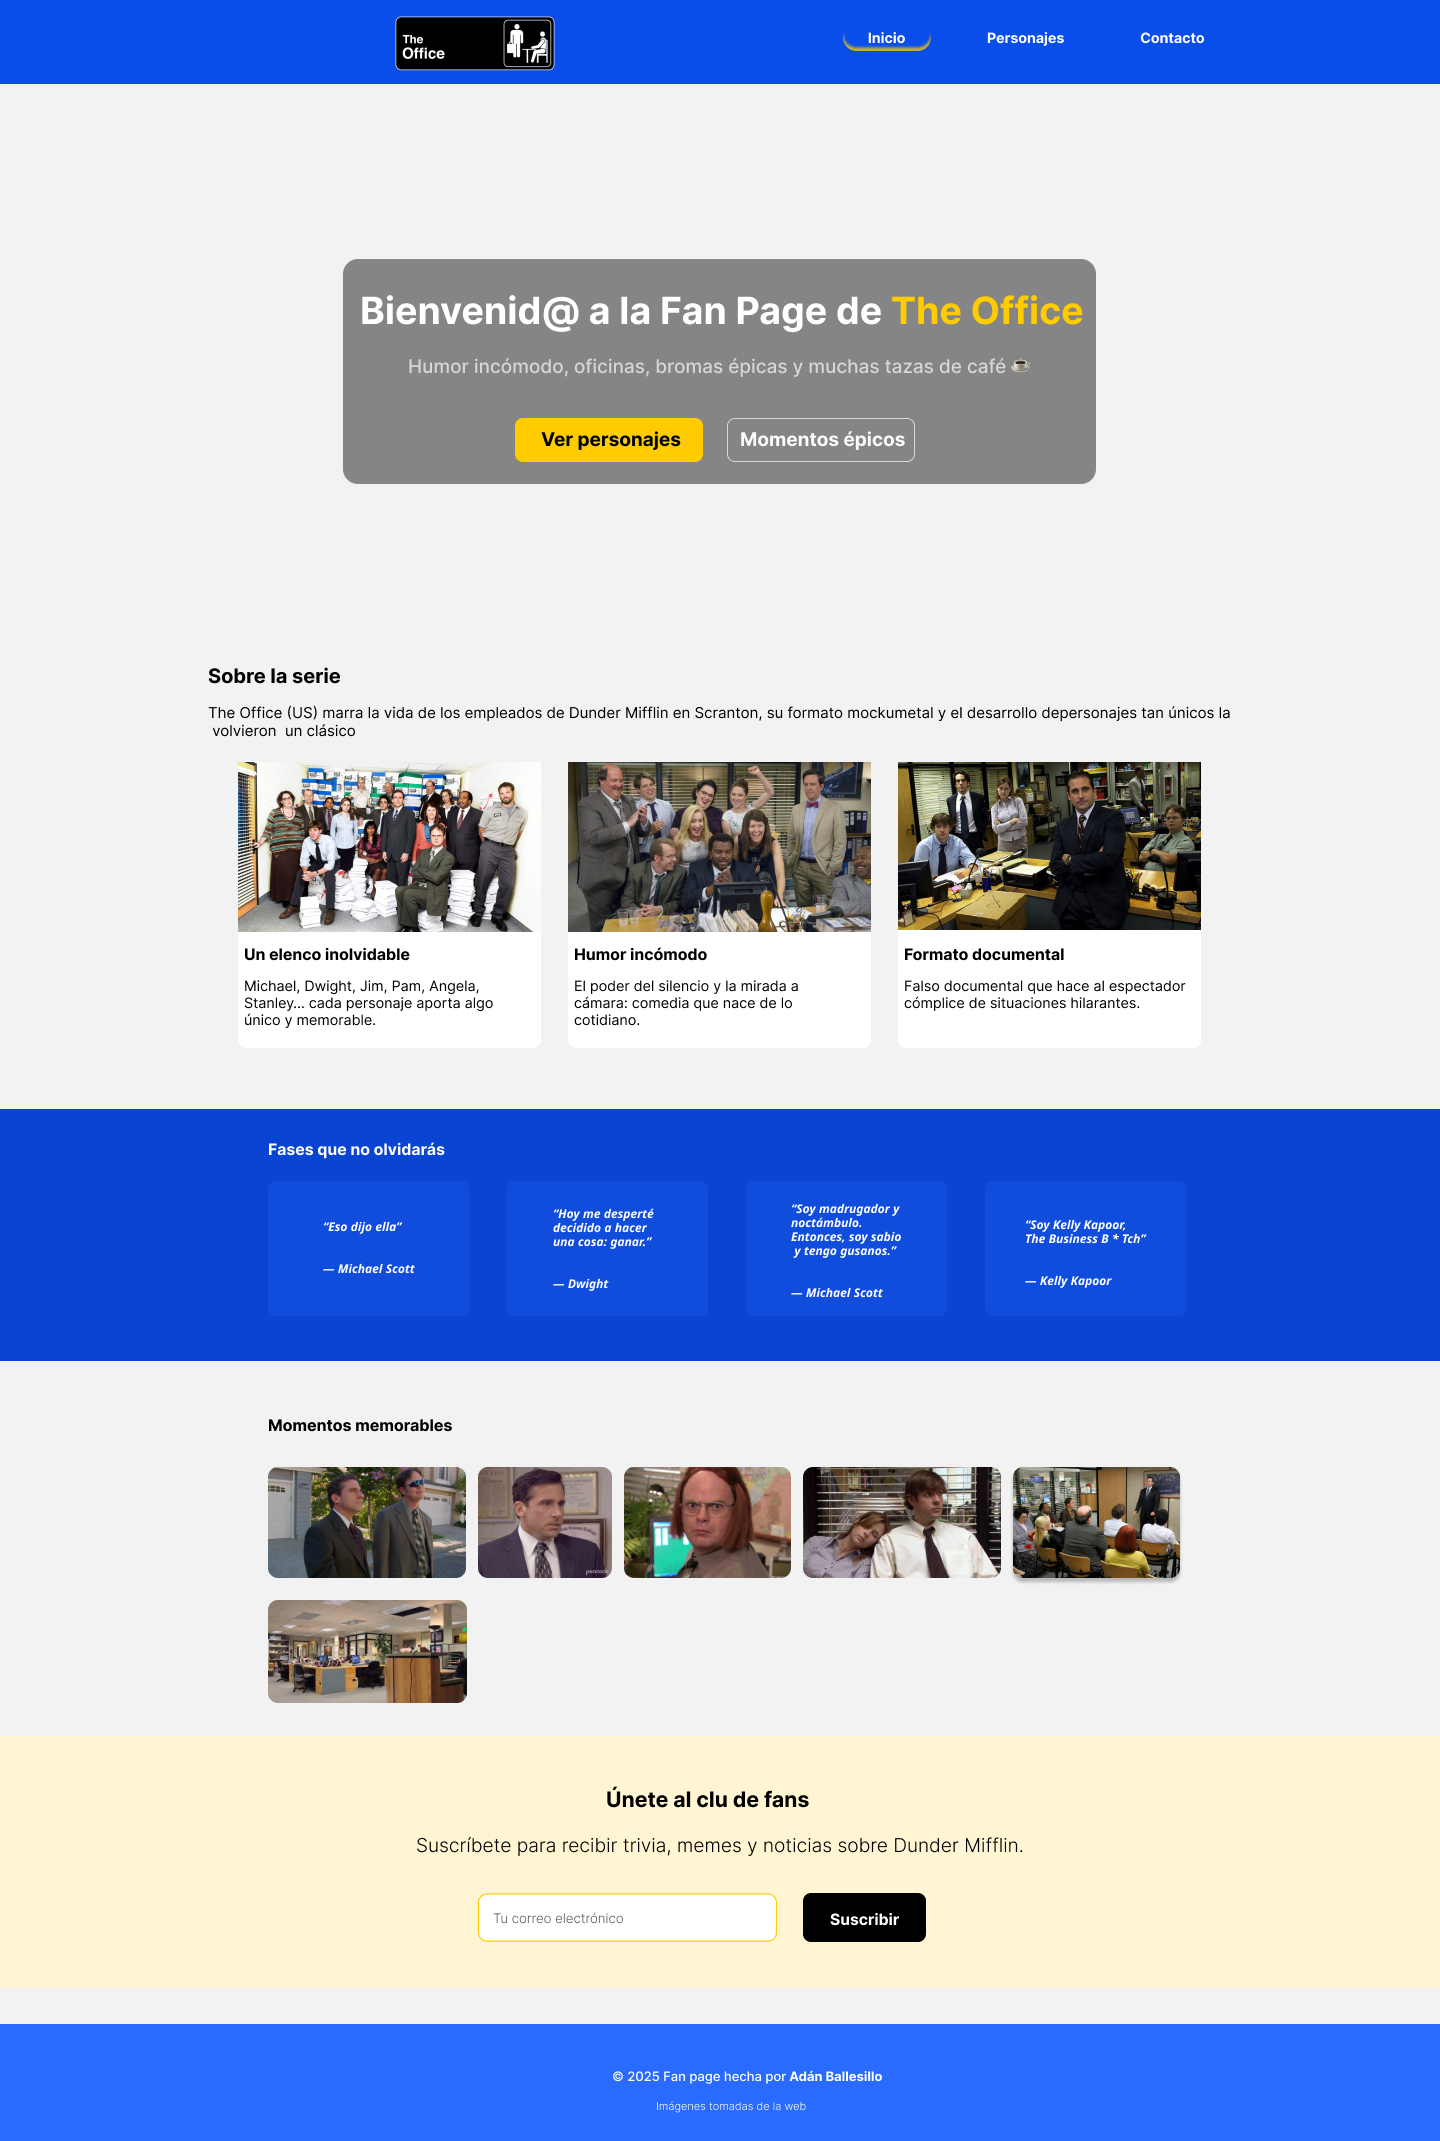 The
Office
Inicio
Personajes
Contacto
Bienvenid@ a la Fan Page de The Office
Humor incómodo, oficinas, bromas épicas y muchas tazas de café ☕
Ver personajes
Momentos épicos
Sobre la serie
The Office (US) marra la vida de los empleados de Dunder Mifflin en Scranton, su formato mockumetal y el desarrollo depersonajes tan únicos la
volvieron  un clásico
Un elenco inolvidable
Michael, Dwight, Jim, Pam, Angela,
Stanley... cada personaje aporta algo
único y memorable.
Humor incómodo
El poder del silencio y la mirada a
cámara: comedia que nace de lo
cotidiano.
Formato documental
Falso documental que hace al espectador
cómplice de situaciones hilarantes.
Fases que no olvidarás
“Eso dijo ella”
— Michael Scott
“Hoy me desperté
decidido a hacer
una cosa: ganar.”
— Dwight
“Soy madrugador y
noctámbulo.
Entonces, soy sabio
y tengo gusanos.”
— Michael Scott
“Soy Kelly Kapoor,
The Business B * Tch”
— Kelly Kapoor
Momentos memorables
peacock
Únete al clu de fans
Suscríbete para recibir trivia, memes y noticias sobre Dunder Mifflin.
Tu correo electrónico
Suscribir
© 2025 Fan page hecha por Adán Ballesillo
Imágenes tomadas de la web